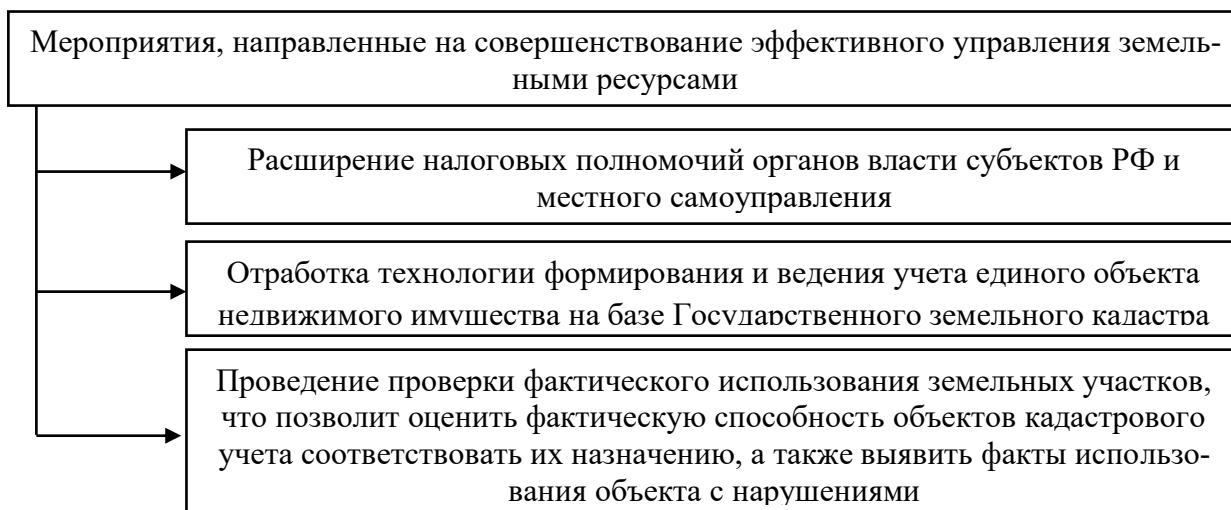 Мероприятия, направленные на совершенствование эффективного управления земель-
ными ресурсами
Расширение налоговых полномочий органов власти субъектов РФ и
местного самоуправления
Отработка технологии формирования и ведения учета единого объекта
недвижимого имущества на базе Государственного земельного кадастра
Проведение проверки фактического использования земельных участков,
что позволит оценить фактическую способность объектов кадастрового
учета соответствовать их назначению, а также выявить факты использо-
вания объекта с нарушениями